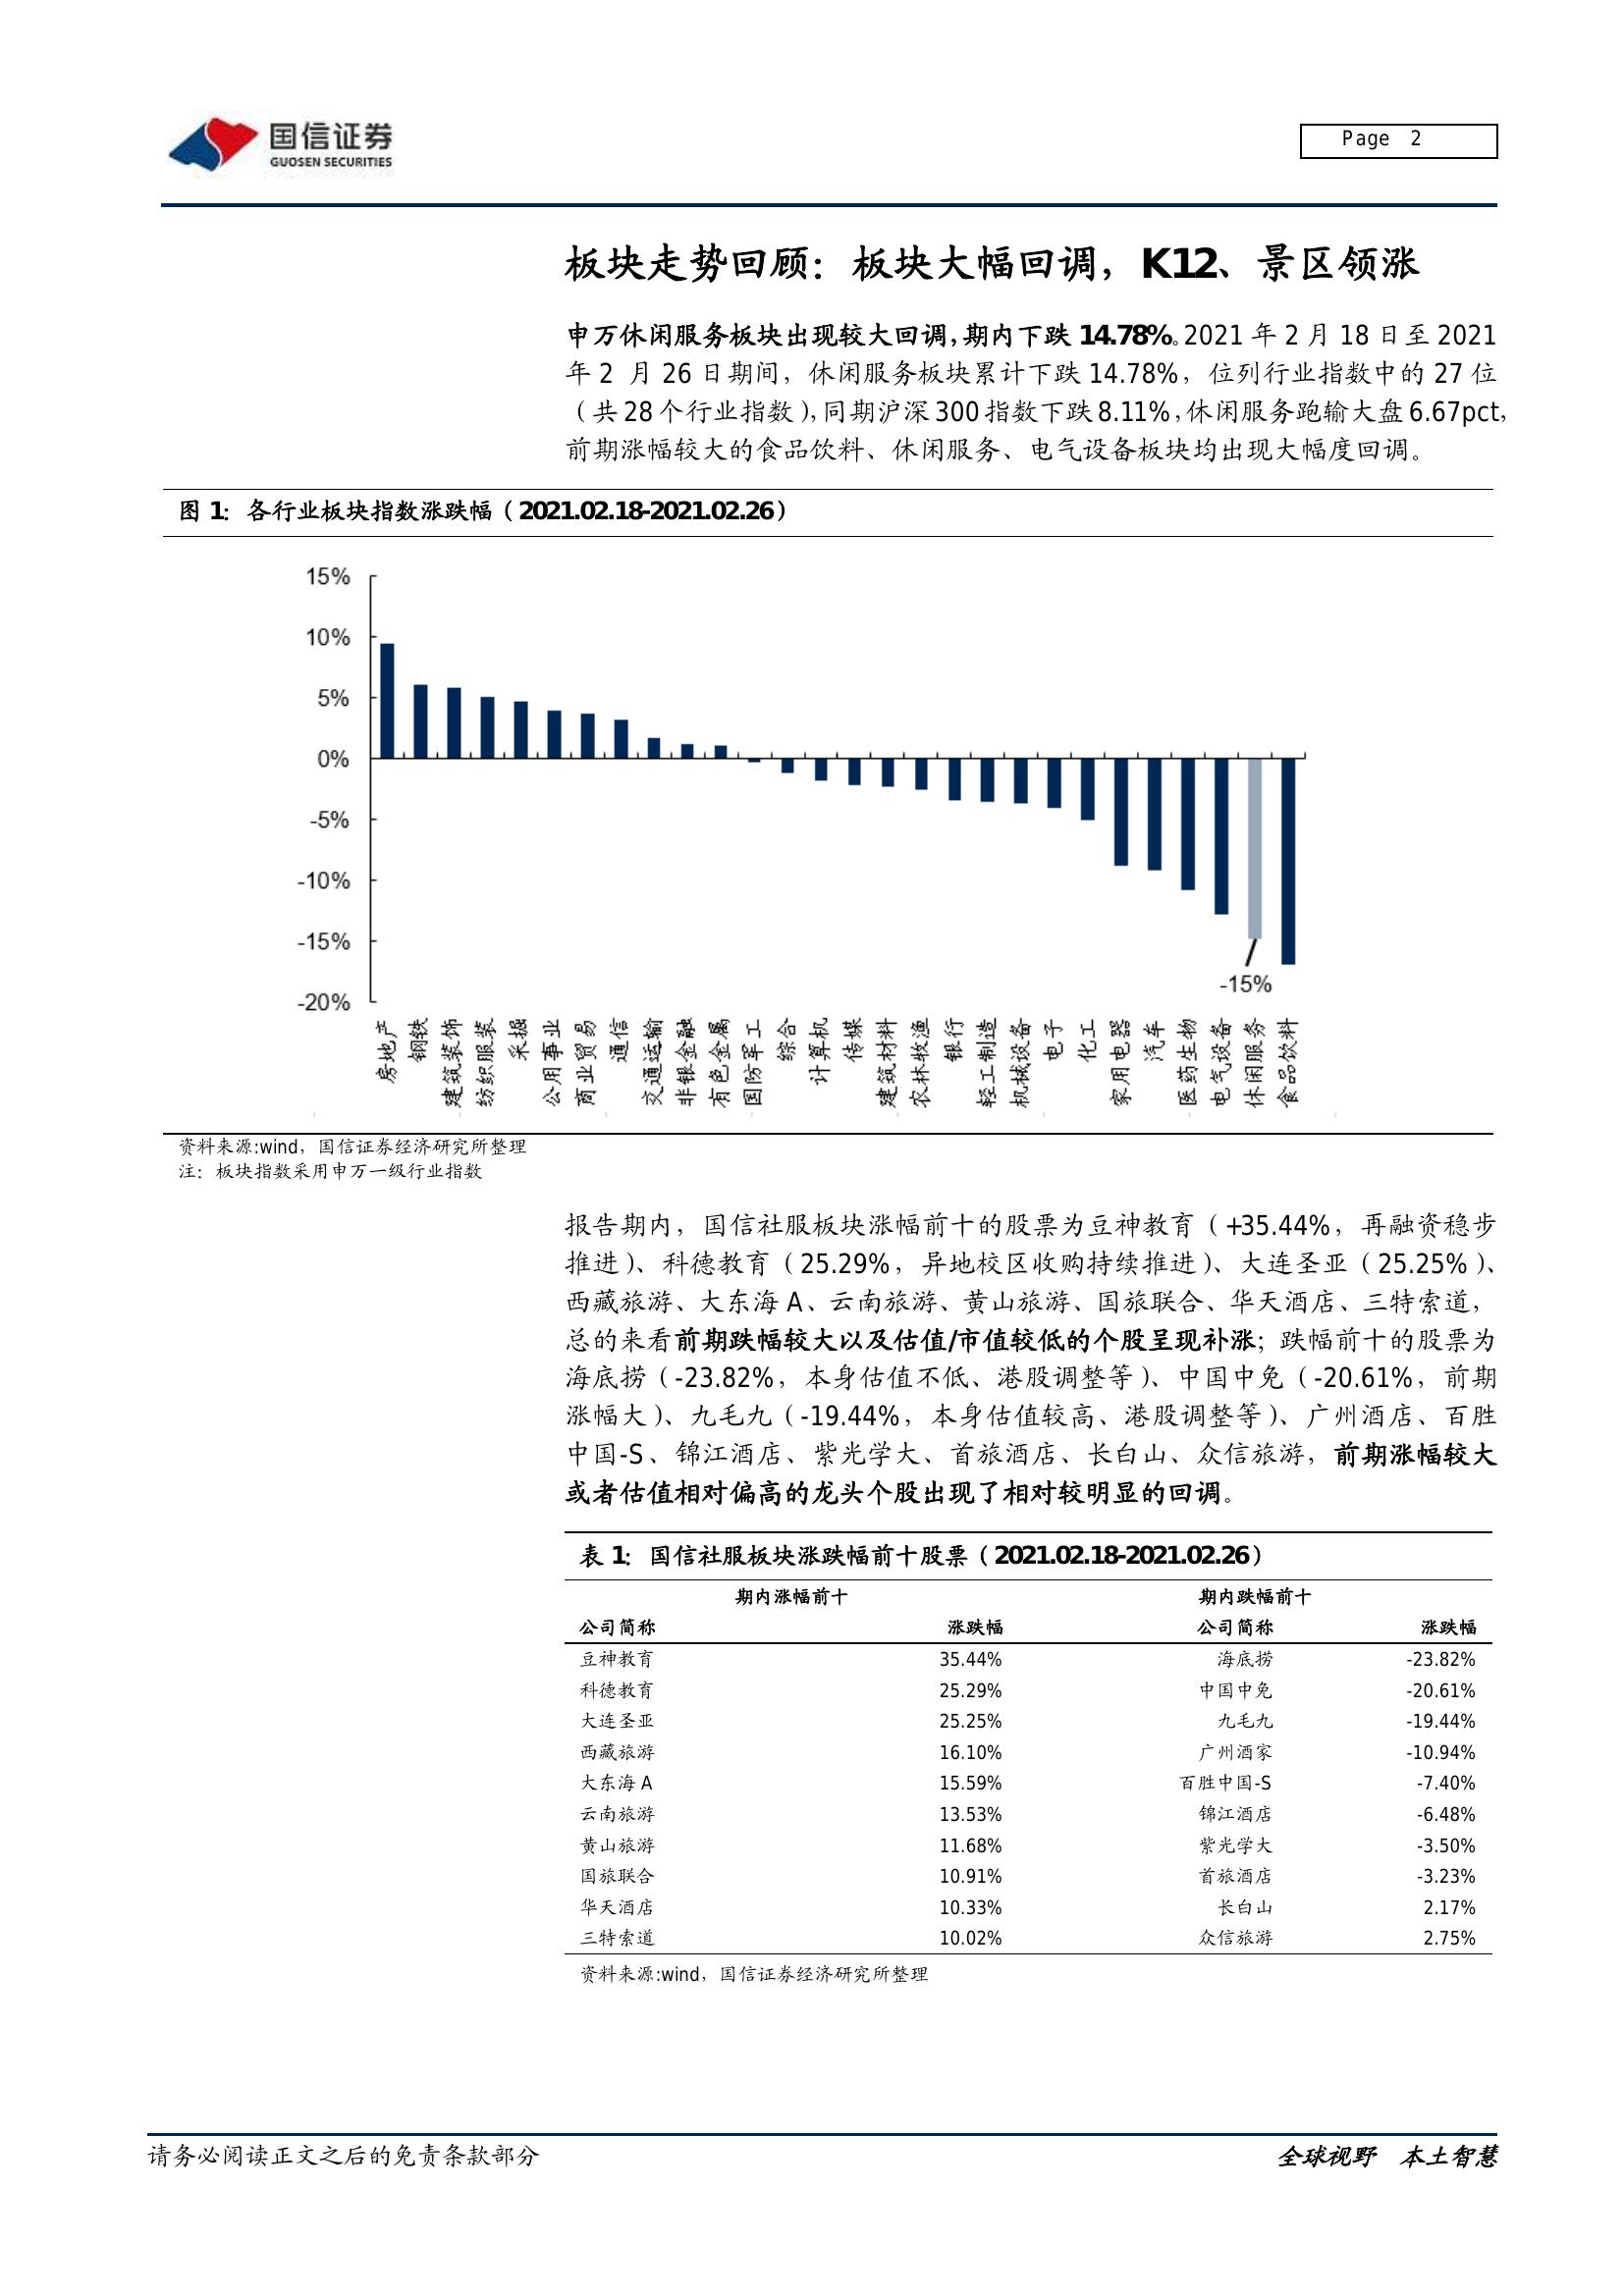 国信证券
GUOSEN SECURITIES
Page 2
板块走势回顾：板块大幅回调，K12、景区领涨
申万休闲服务板块出现较大回调，期内下跌 14.78%。2021 年 2 月 18 日至 2021
年 2 月 26 日期间，休闲服务板块累计下跌 14.78%，位列行业指数中的 27 位
（共 28 个行业指数），同期沪深 300 指数下跌 8.11%，休闲服务跑输大盘 6.67pct，
前期涨幅较大的食品饮料、休闲服务、电气设备板块均出现大幅度回调。
图 1：各行业板块指数涨跌幅（2021.02.18-2021.02.26）
15%
10%
5%
0%
-5%
-10%
-15%
-20%
-15%
房地产
钢铁
建筑装饰
纺织服装
采掘
公用事业
商业贸易
通信
交通运输
非银金融
有色金属
国防军工
综合
计算机
传媒
建筑材料
农林牧渔
银行
轻工制造
机械设备
电子
化工
家用电器
汽车
医药生物
电气设备
休闲服务
食品饮料
资料来源:wind，国信证券经济研究所整理
注：板块指数采用申万一级行业指数
报告期内，国信社服板块涨幅前十的股票为豆神教育（+35.44%，再融资稳步
推进）、科德教育（25.29%，异地校区收购持续推进）、大连圣亚（25.25%）、
西藏旅游、大东海 A、云南旅游、黄山旅游、国旅联合、华天酒店、三特索道，
总的来看前期跌幅较大以及估值/市值较低的个股呈现补涨；跌幅前十的股票为
海底捞（-23.82%，本身估值不低、港股调整等）、中国中免（-20.61%，前期
涨幅大）、九毛九（-19.44%，本身估值较高、港股调整等）、广州酒店、百胜
中国-S、锦江酒店、紫光学大、首旅酒店、长白山、众信旅游，前期涨幅较大
或者估值相对偏高的龙头个股出现了相对较明显的回调。
表 1：国信社服板块涨跌幅前十股票（2021.02.18-2021.02.26）
期内涨幅前十 期内跌幅前十
公司简称 涨跌幅 公司简称 涨跌幅
豆神教育 35.44% 海底捞 -23.82%
科德教育 25.29% 中国中免 -20.61%
大连圣亚 25.25% 九毛九 -19.44%
西藏旅游 16.10% 广州酒家 -10.94%
大东海 A 15.59% 百胜中国-S -7.40%
云南旅游 13.53% 锦江酒店 -6.48%
黄山旅游 11.68% 紫光学大 -3.50%
国旅联合 10.91% 首旅酒店 -3.23%
华天酒店 10.33% 长白山 2.17%
三特索道 10.02% 众信旅游 2.75%
资料来源:wind，国信证券经济研究所整理
请务必阅读正文之后的免责条款部分
全球视野 本土智慧